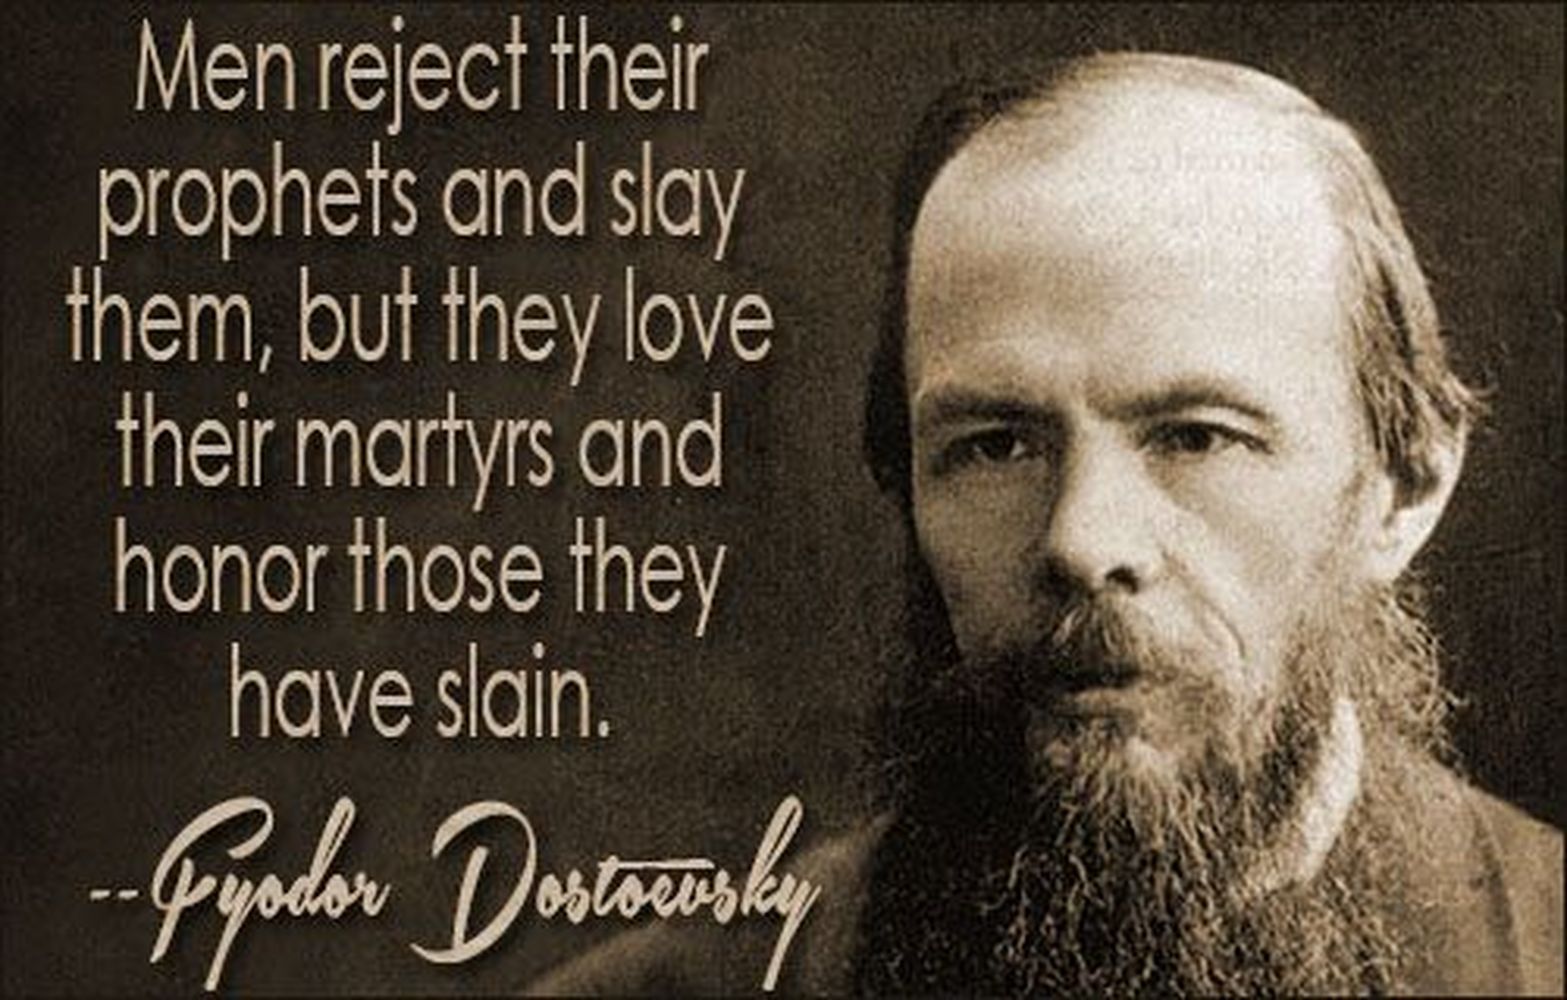 Men reject their
prophets and slay
them, but they love
their martyrs and
honor those they
have slain.
--Fyodor Dostoevsky